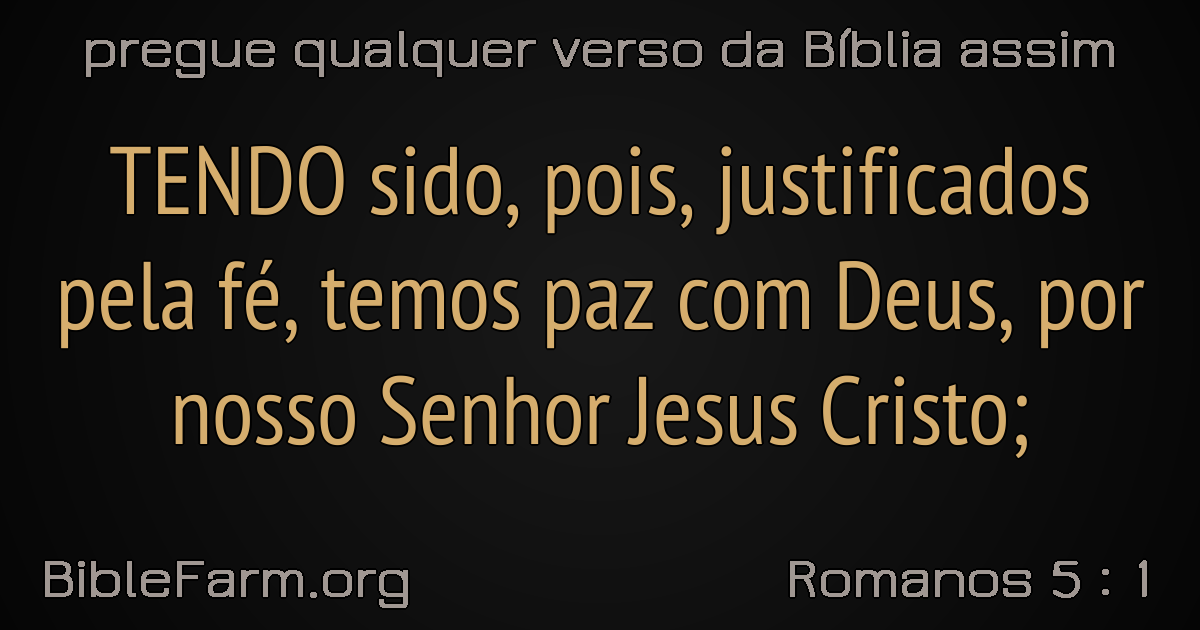 pregue qualquer verso da Bíblia assim
TENDO sido, pois, justificados
pela fé, temos paz com Deus, por
nosso Senhor Jesus Cristo;
BibleFarm.org
Romanos 5 : 1